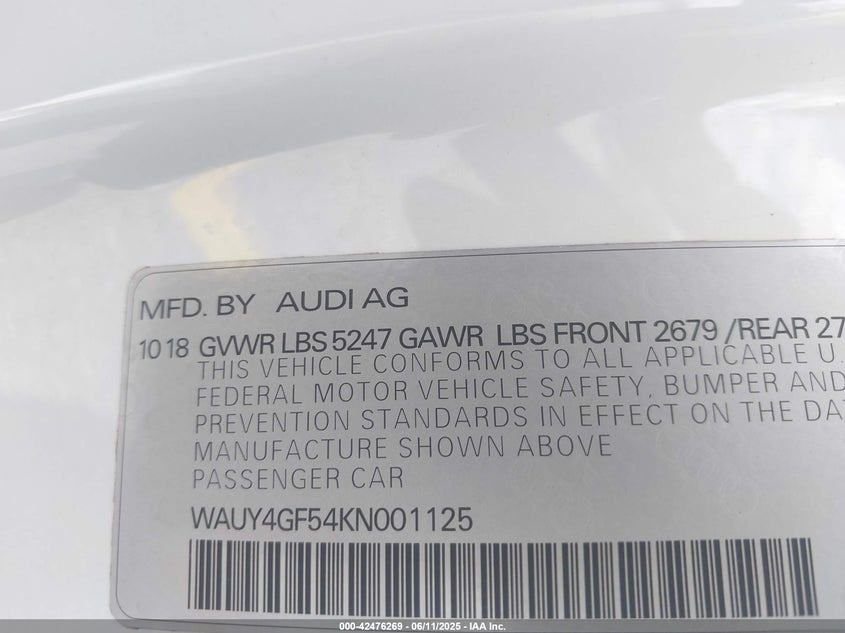 MFD. BY AUDI AG
10 18 GVWR LBS 5247 GAWR LBS FRONT 2679 /REAR 27
THIS VEHICLE CONFORMS TO ALL APPLICABLE U.
FEDERAL MOTOR VEHICLE SAFETY, BUMPER AND
PREVENTION STANDARDS IN EFFECT ON THE DA
MANUFACTURE SHOWN ABOVE
PASSENGER CAR
WAUY4GF54KN001125
000-42476269 - 06/11/2025 - IAA Inc.